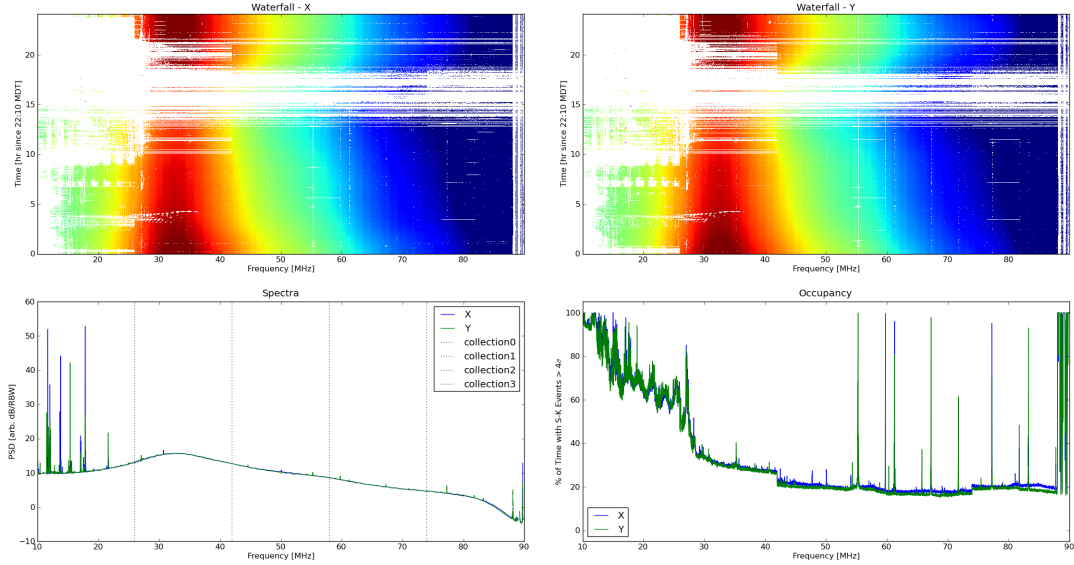 Waterfall - X
Time [hr since 22:10 MDT]
20
15
10
5
0
20 30 40 50 60 70 80 90
Frequency [MHz]
Waterfall - Y
Time [hr since 22:10 MDT]
20
15
10
5
0
20 30 40 50 60 70 80 90
Frequency [MHz]
Spectra
PSD [arb. dB/RBW]
60
50
40
30
20
10
0
−10
10 20 30 40 50 60 70 80 90
Frequency [MHz]
X
Y
collection0
collection1
collection2
collection3
Occupancy
% of Time with S-K Events > 4σ
100
80
60
40
20
0
10 20 30 40 50 60 70 80 90
Frequency [MHz]
X
Y